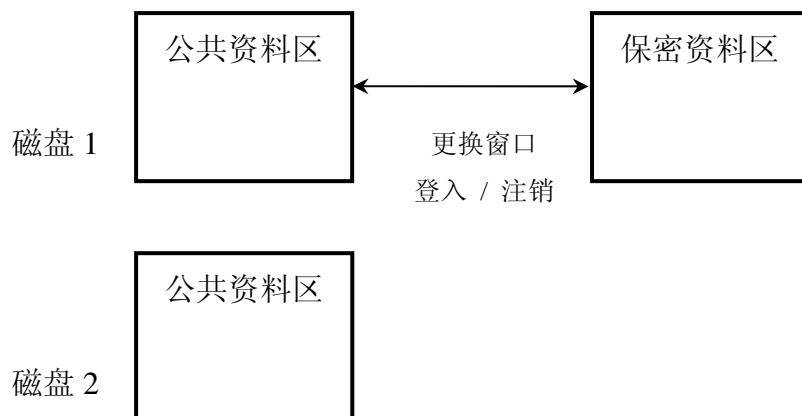 公共资料区
保密资料区
磁盘 1
更换窗口
登入 / 注销
公共资料区
磁盘 2